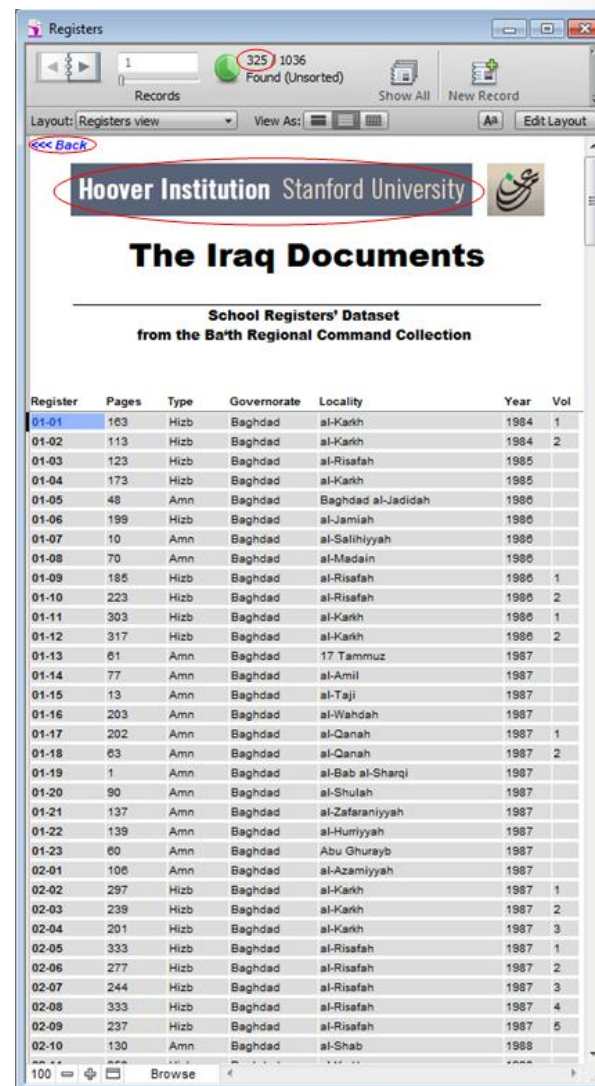 Registers
1
Records
325 / 1036
Found (Unsorted)
Show All
New Record
Layout: Registers view
View As:
Aa
Edit Layout
<<< Back
Hoover Institution Stanford University
The Iraq Documents
School Registers' Dataset
from the Ba‘th Regional Command Collection
Register Pages Type Governorate Locality Year Vol
01-01 163 Hizb Baghdad al-Karkh 1984 1
01-02 113 Hizb Baghdad al-Karkh 1984 2
01-03 123 Hizb Baghdad al-Risafah 1985
01-04 173 Hizb Baghdad al-Karkh 1985
01-05 48 Amn Baghdad Baghdad al-Jadidah 1986
01-06 199 Hizb Baghdad al-Jamiah 1986
01-07 10 Amn Baghdad al-Salihiyyah 1986
01-08 70 Amn Baghdad al-Madain 1986
01-09 185 Hizb Baghdad al-Risafah 1986 1
01-10 223 Hizb Baghdad al-Risafah 1986 2
01-11 303 Hizb Baghdad al-Karkh 1986 1
01-12 317 Hizb Baghdad al-Karkh 1986 2
01-13 61 Amn Baghdad 17 Tammuz 1987
01-14 77 Amn Baghdad al-Amil 1987
01-15 13 Amn Baghdad al-Taji 1987
01-16 203 Amn Baghdad al-Wahdah 1987
01-17 202 Amn Baghdad al-Qanah 1987 1
01-18 63 Amn Baghdad al-Qanah 1987 2
01-19 1 Amn Baghdad al-Bab al-Sharqi 1987
01-20 90 Amn Baghdad al-Shulah 1987
01-21 137 Amn Baghdad al-Zafaraniyyah 1987
01-22 139 Amn Baghdad al-Hurriyyah 1987
01-23 60 Amn Baghdad Abu Ghurayb 1987
02-01 106 Amn Baghdad al-Azamiyyah 1987
02-02 297 Hizb Baghdad al-Karkh 1987 1
02-03 239 Hizb Baghdad al-Karkh 1987 2
02-04 201 Hizb Baghdad al-Karkh 1987 3
02-05 333 Hizb Baghdad al-Risafah 1987 1
02-06 277 Hizb Baghdad al-Risafah 1987 2
02-07 244 Hizb Baghdad al-Risafah 1987 3
02-08 333 Hizb Baghdad al-Risafah 1987 4
02-09 237 Hizb Baghdad al-Risafah 1987 5
02-10 130 Amn Baghdad al-Shab 1988
100 Browse